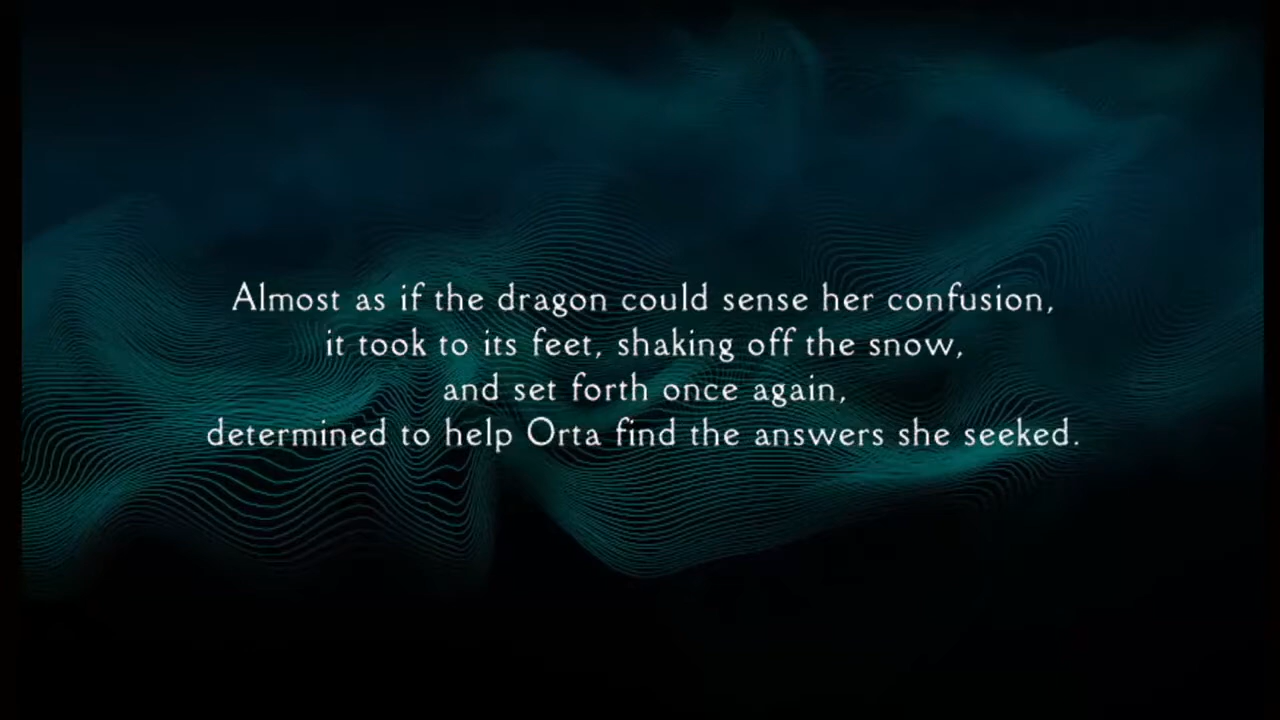 Almost as if the dragon could sense her confusion,
it took to its feet, shaking off the snow,
and set forth once again,
determined to help Orta find the answers she seeked.